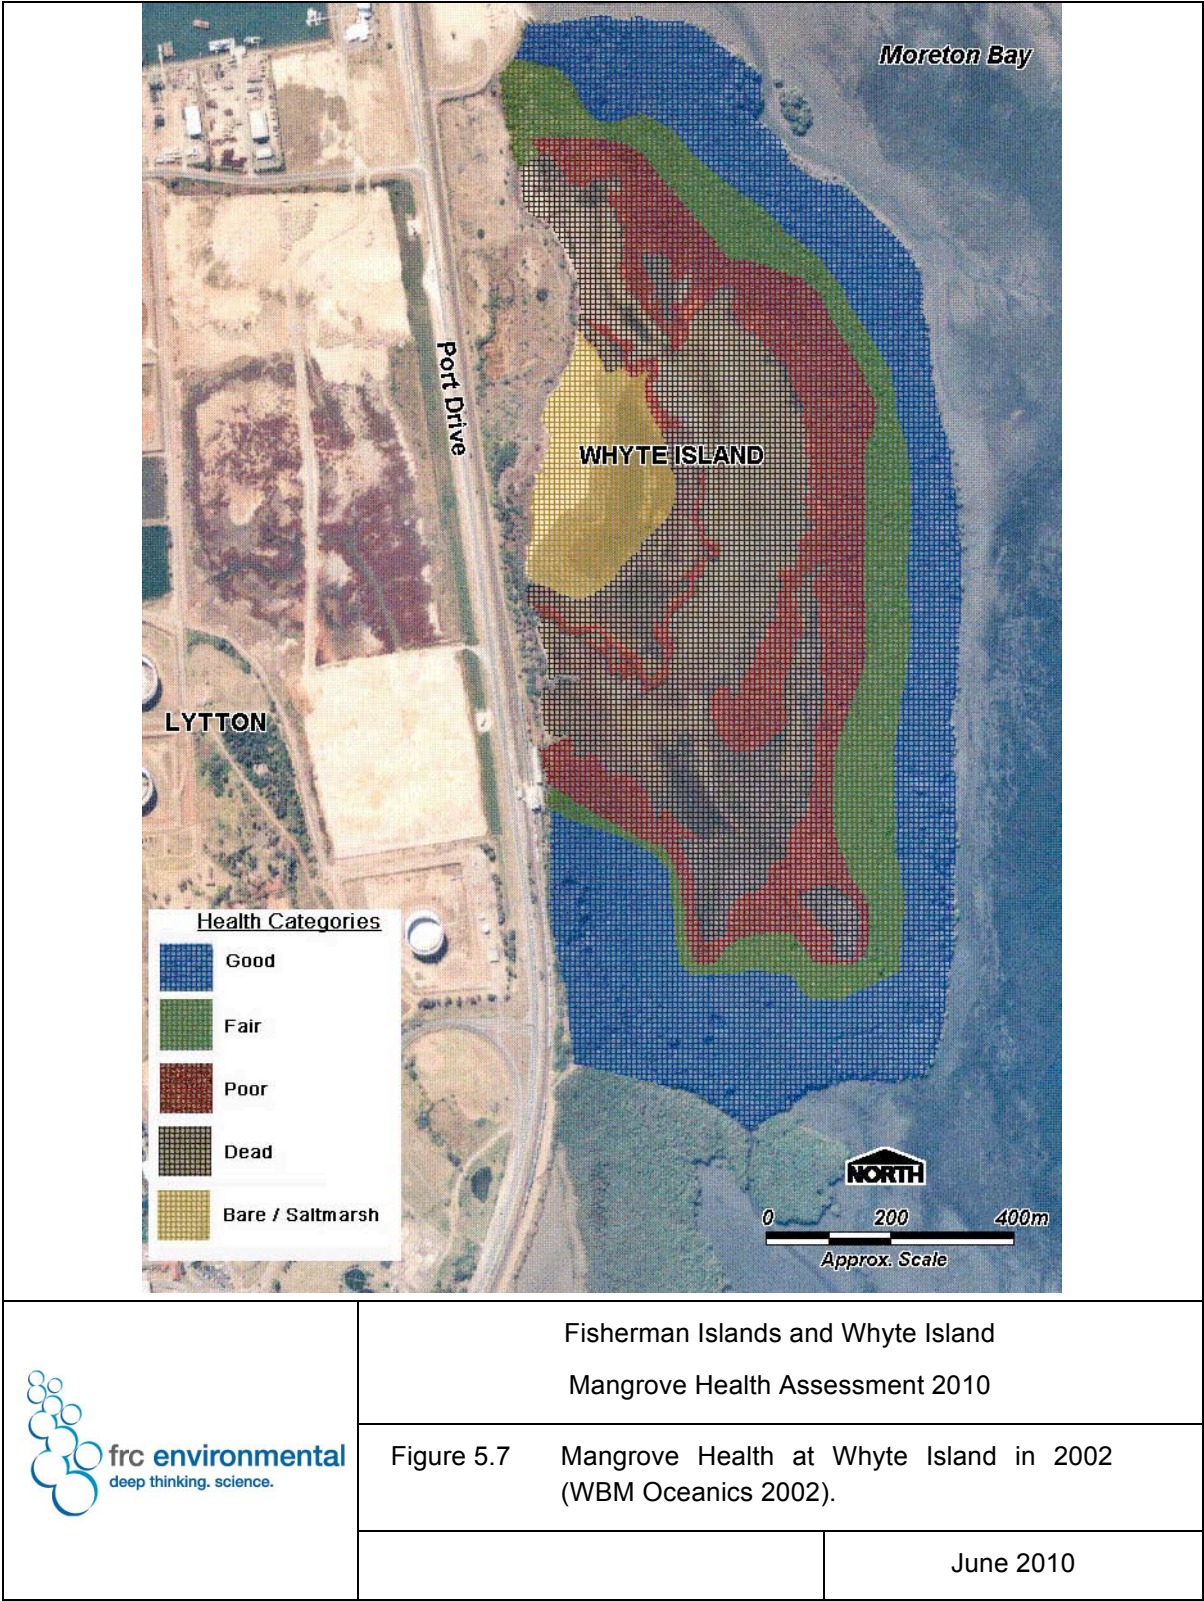 Moreton Bay
Port Drive
WHYTE ISLAND
LYTTON
Health Categories
Good
Fair
Poor
Dead
Bare / Saltmarsh
NORTH
0 200 400m
Approx. Scale
frc environmental
deep thinking. science.
Fisherman Islands and Whyte Island
Mangrove Health Assessment 2010
Figure 5.7 Mangrove Health at Whyte Island in 2002
(WBM Oceanics 2002).
June 2010